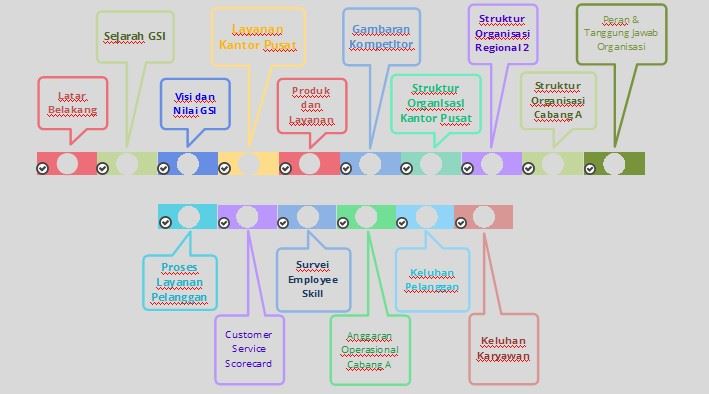 Latar
Belakang
Sejarah GSI
Visi dan
Nilai GSI
Layanan
Kantor Pusat
Produk
dan
Layanan
Gambaran
Kompetitor
Struktur
Organisasi
Kantor Pusat
Struktur
Organisasi
Regional 2
Struktur
Organisasi
Cabang A
Peran &
Tanggung Jawab
Organisasi
Proses
Layanan
Pelanggan
Customer
Service
Scorecard
Survei
Employee
Skill
Anggaran
Operasional
Cabang A
Keluhan
Pelanggan
Keluhan
Karyawan